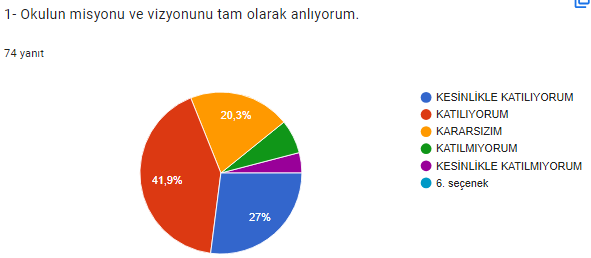 1- Okulun misyonu ve vizyonunu tam olarak anlıyorum.
74 yanıt
20,3%
41,9%
27%
KESİNLİKLE KATILIYORUM
KATILIYORUM
KARARSIZIM
KATILMIYORUM
KESİNLİKLE KATILMIYORUM
6. seçenek